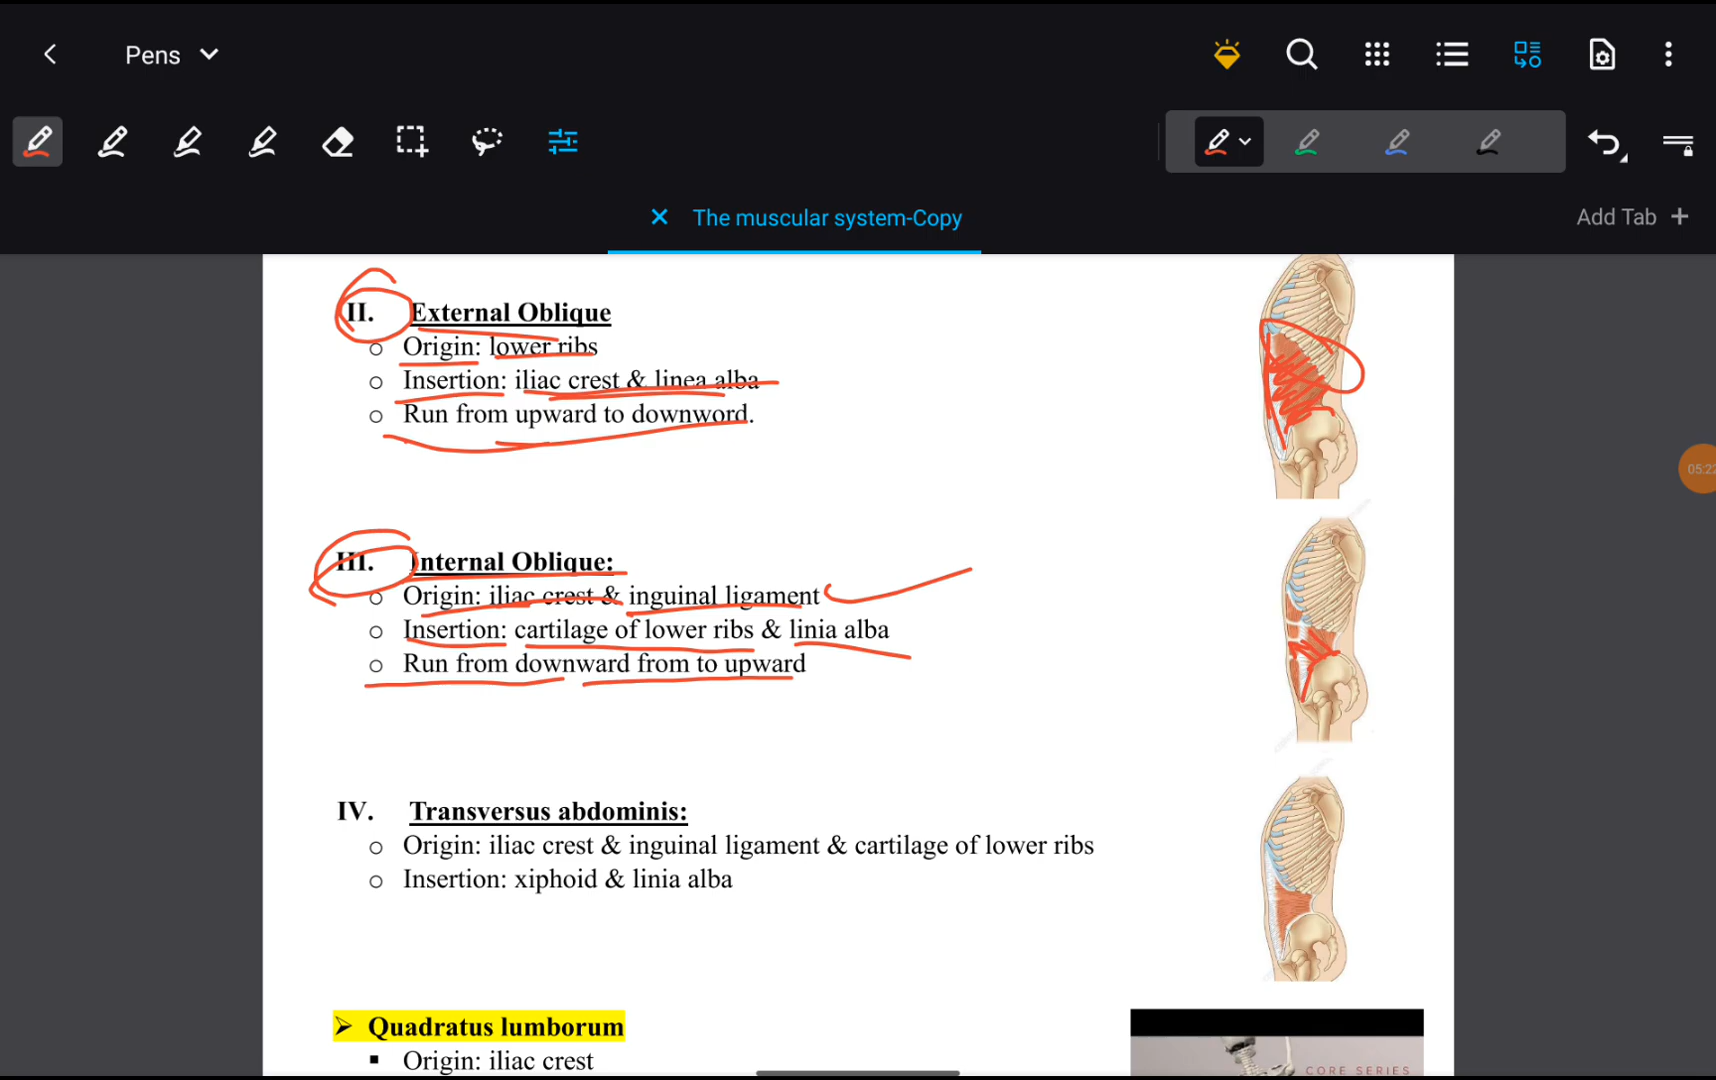 Pens
The muscular system-Copy
Add Tab +
II. External Oblique
o Origin: lower ribs
o Insertion: iliac crest & linea alba
o Run from upward to downword.
05:22
III. Internal Oblique:
o Origin: iliac crest & inguinal ligament
o Insertion: cartilage of lower ribs & linia alba
o Run from downward from to upward
IV. Transversus abdominis:
o Origin: iliac crest & inguinal ligament & cartilage of lower ribs
o Insertion: xiphoid & linia alba
➢ Quadratus lumborum
▪ Origin: iliac crest
CORE SERIES